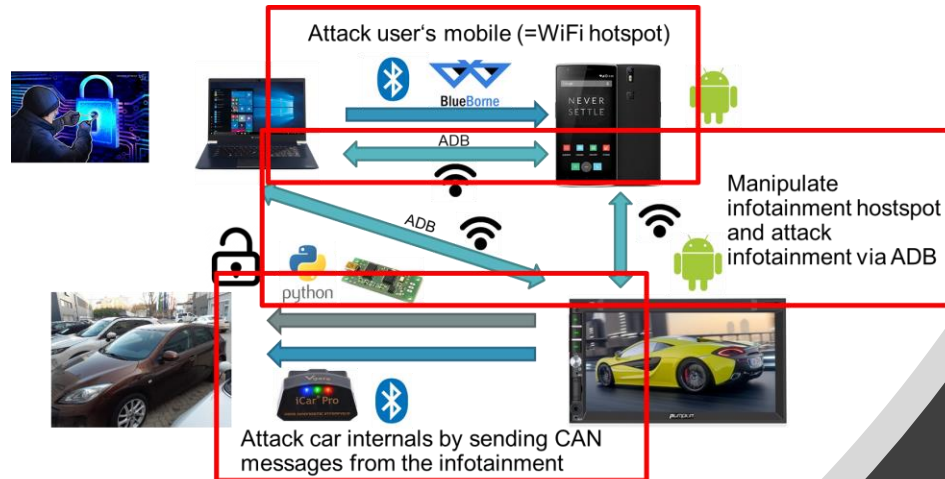 Attack user's mobile (=WiFi hotspot)
BlueBorne
NEVER
SETTLE
ADB
ADB
Manipulate
infotainment hostspot
and attack
infotainment via ADB
python
iCar Pro
Attack car internals by sending CAN
messages from the infotainment